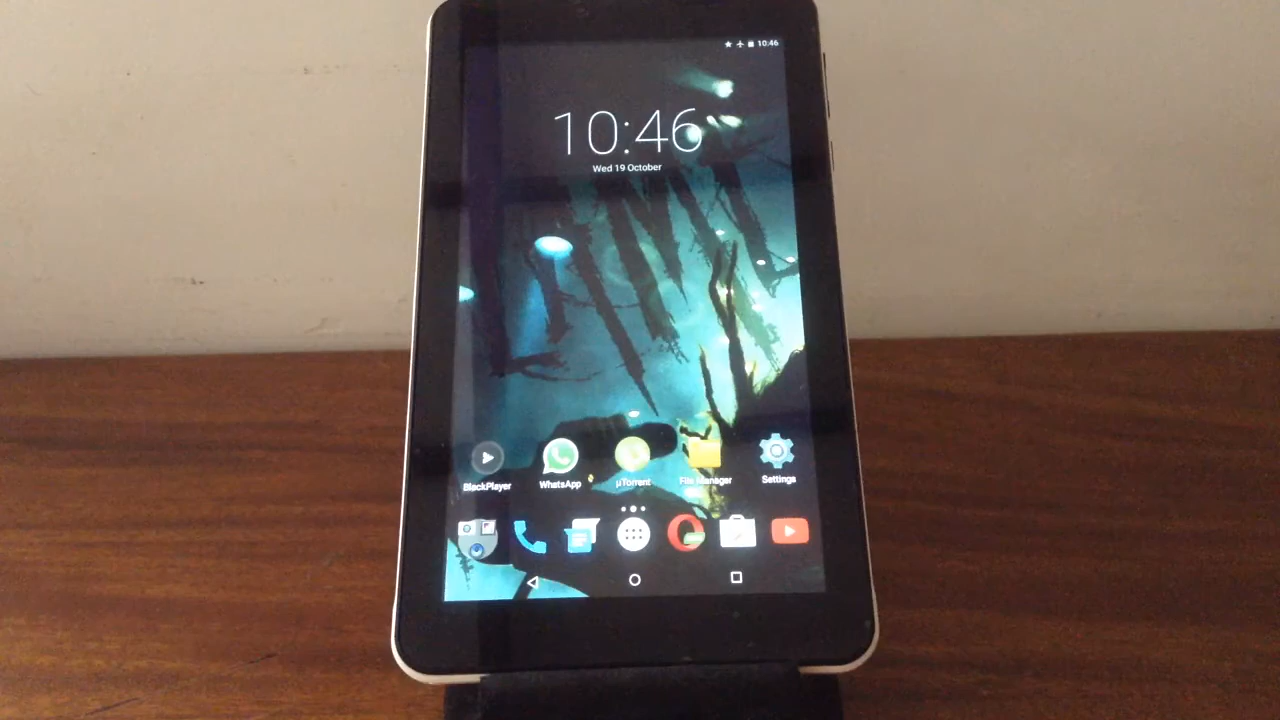 10:46
10:46
Wed 19 October
BlackPlayer
WhatsApp
µTorrent
File Manager
Settings